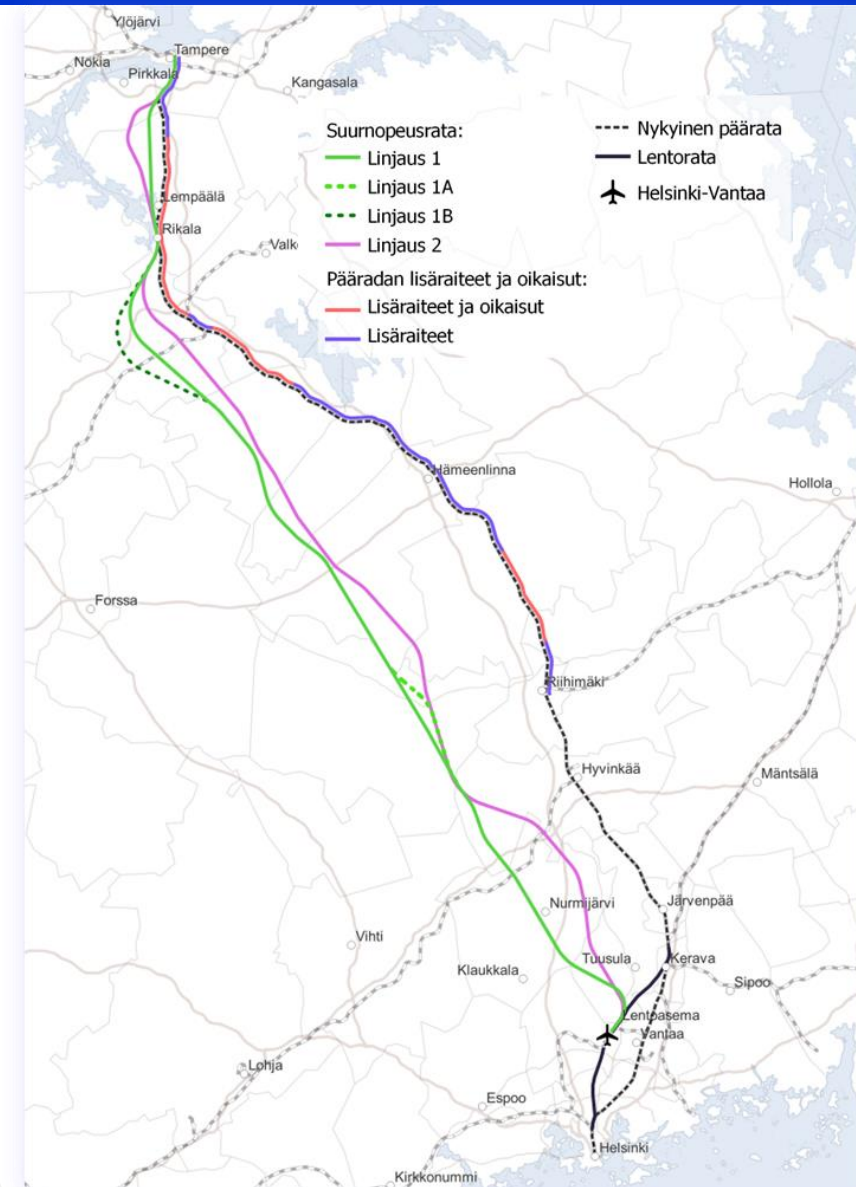 Ylöjärvi
Tampere
Nokia
Pirkkala
Kangasala
Suurnopeusrata:
Linjaus 1
Linjaus 1A
Linjaus 1B
Linjaus 2
Pääradan lisäraiteet ja oikaisut:
Lisäraiteet ja oikaisut
Lisäraiteet
Nykyinen päärata
Lentorata
Helsinki-Vantaa
Lempäälä
Rikala
Valk
Hämeenlinna
Hollola
Forssa
Riihimäki
Hyvinkää
Mäntsälä
Nurmijärvi
Järvenpää
Vihti
Tuusula
Kerava
Klaukkala
Sipoo
Lentoasema
Vantaa
Lohja
Espoo
Helsinki
Kirkkonummi